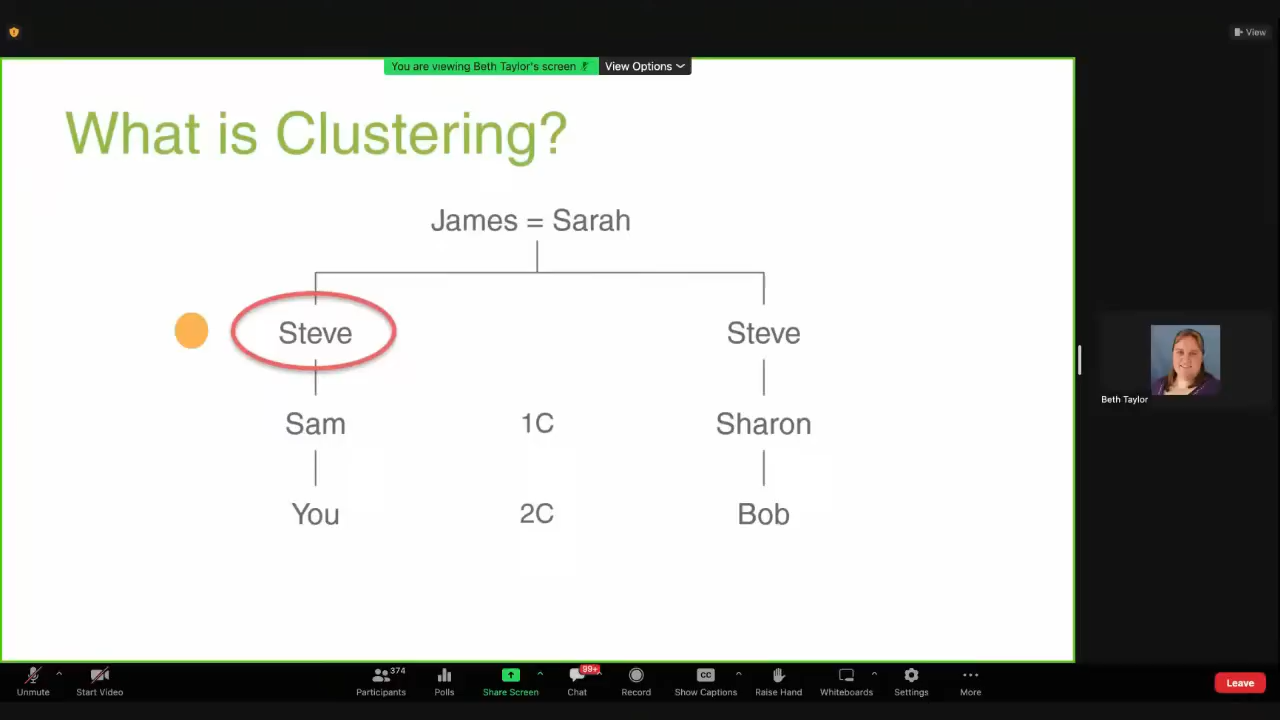 View
You are viewing Beth Taylor's screen View Options
What is Clustering?
James = Sarah
Steve Steve
Sam 1C Sharon
You 2C Bob
Beth Taylor
374 99+
Unmute Start Video Participants Polls Share Screen Chat Record CC Show Captions Raise Hand Whiteboards Settings More Leave